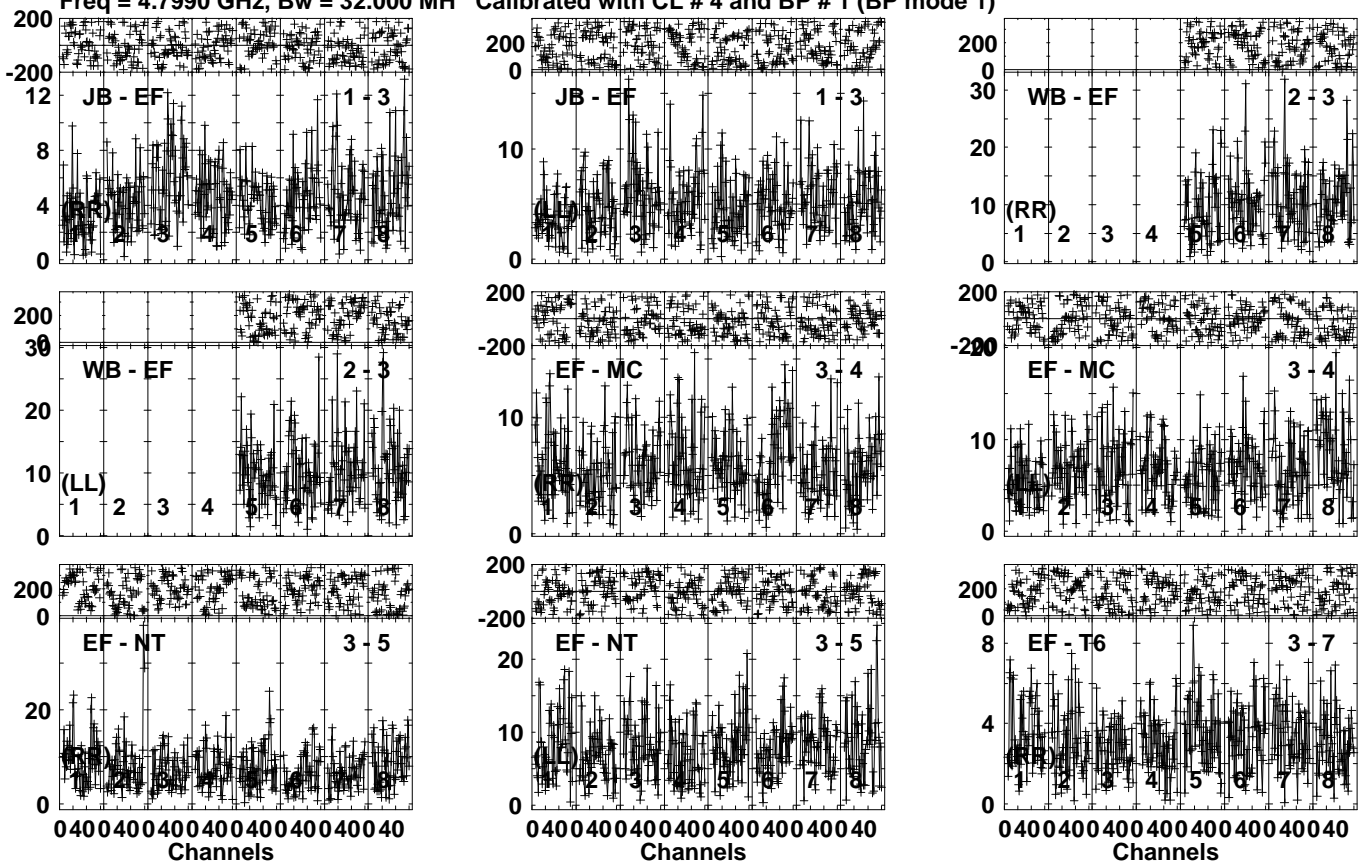 Freq = 4.7990 GHz, Bw = 32.000 MH Calibrated with CL # 4 and BP # 1 (BP mode 1)
200
0
-200
12
8
4
0
JB - EF 1 - 3
(RR)
1 2 3 4 5 6 7 8
200
0
10
0
JB - EF 1 - 3
(LL)
1 2 3 4 5 6 7 8
200
0
30
20
10
0
WB - EF 2 - 3
(RR)
1 2 3 4 5 6 7 8
200
0
30
20
10
0
WB - EF 2 - 3
(LL)
1 2 3 4 5 6 7 8
200
-200
10
0
EF - MC 3 - 4
(RR)
1 2 3 4 5 6 7 8
200
-200
20
10
0
EF - MC 3 - 4
(LL)
1 2 3 4 5 6 7 8
200
0
20
0
EF - NT 3 - 5
(RR)
1 2 3 4 5 6 7 8
200
-200
20
10
0
EF - NT 3 - 5
(LL)
1 2 3 4 5 6 7 8
200
0
8
4
0
EF - T6 3 - 7
(RR)
1 2 3 4 5 6 7 8
0 40 0 40 0 40 0 40 0 40 0 40 0 40 0 40
Channels
0 40 0 40 0 40 0 40 0 40 0 40 0 40 0 40
Channels
0 40 0 40 0 40 0 40 0 40 0 40 0 40 0 40
Channels